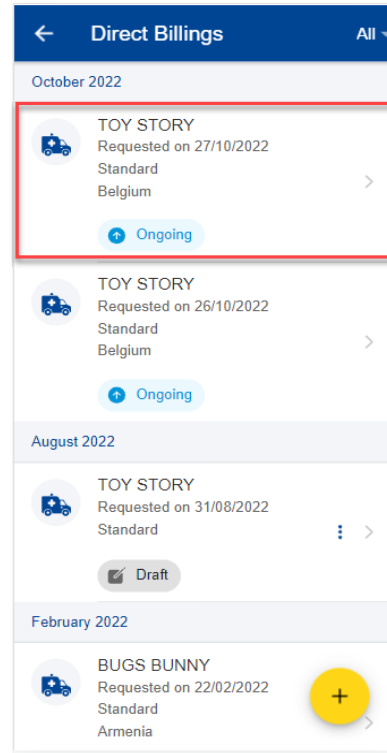 Direct Billings
All
October 2022
TOY STORY
Requested on 27/10/2022
Standard
Belgium
Ongoing
TOY STORY
Requested on 26/10/2022
Standard
Belgium
Ongoing
August 2022
TOY STORY
Requested on 31/08/2022
Standard
Draft
February 2022
BUGS BUNNY
Requested on 22/02/2022
Standard
Armenia